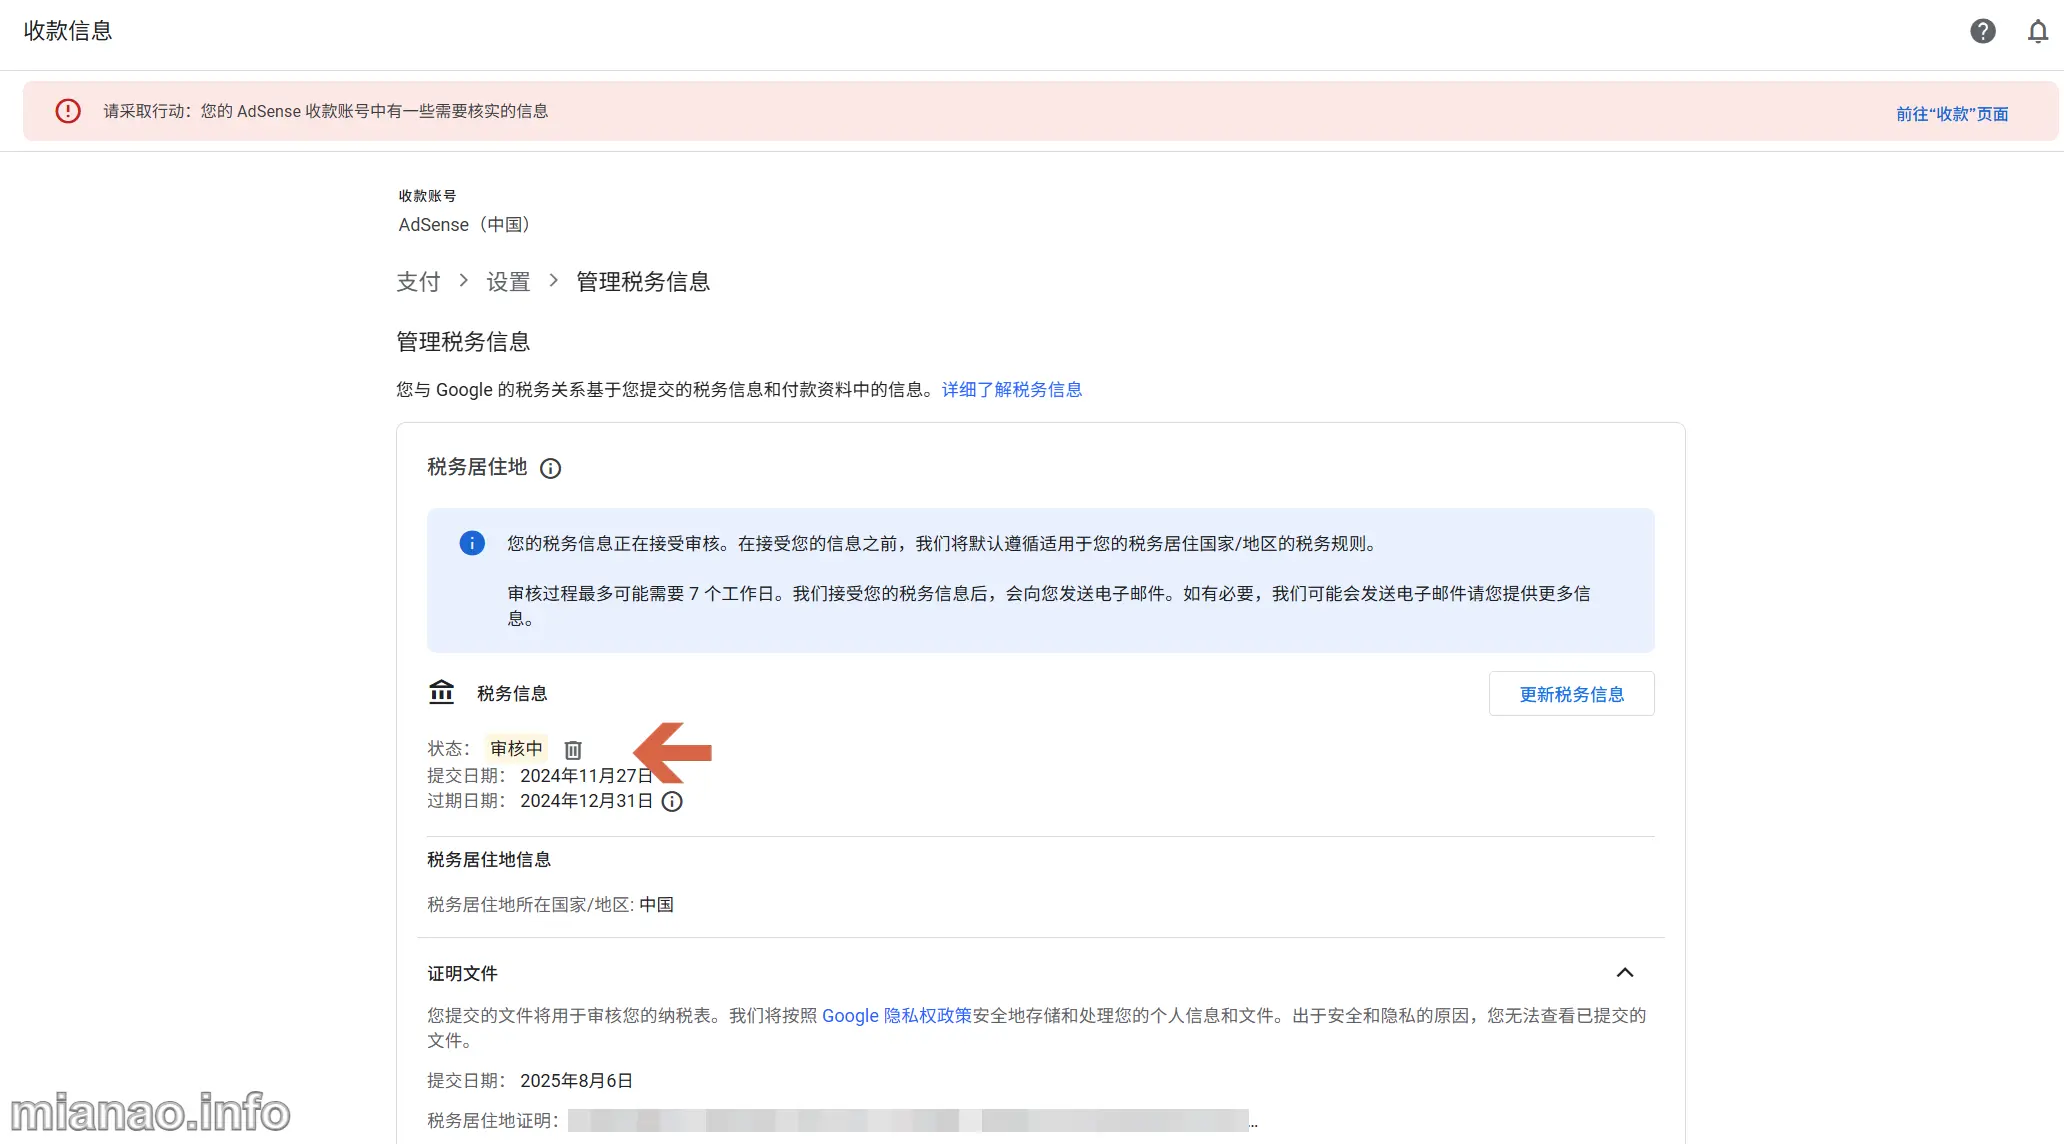 收款信息
请采取行动：您的 AdSense 收款账号中有一些需要核实的信息
前往“收款”页面
收款账号
AdSense（中国）
支付 > 设置 > 管理税务信息
管理税务信息
您与 Google 的税务关系基于您提交的税务信息和付款资料中的信息。详细了解税务信息
税务居住地
您的税务信息正在接受审核。在接受您的信息之前，我们将默认遵循适用于您的税务居住国家/地区的税务规则。
审核过程最多可能需要 7 个工作日。我们接受您的税务信息后，会向您发送电子邮件。如有必要，我们可能会发送电子邮件请您提供更多信
息。
税务信息
更新税务信息
状态： 审核中
提交日期： 2024年11月27日
过期日期： 2024年12月31日
税务居住地信息
税务居住地所在国家/地区: 中国
证明文件
您提交的文件将用于审核您的纳税表。我们将按照 Google 隐私权政策安全地存储和处理您的个人信息和文件。出于安全和隐私的原因，您无法查看已提交的
文件。
提交日期： 2025年8月6日
税务居住地证明： ...
mianao.info